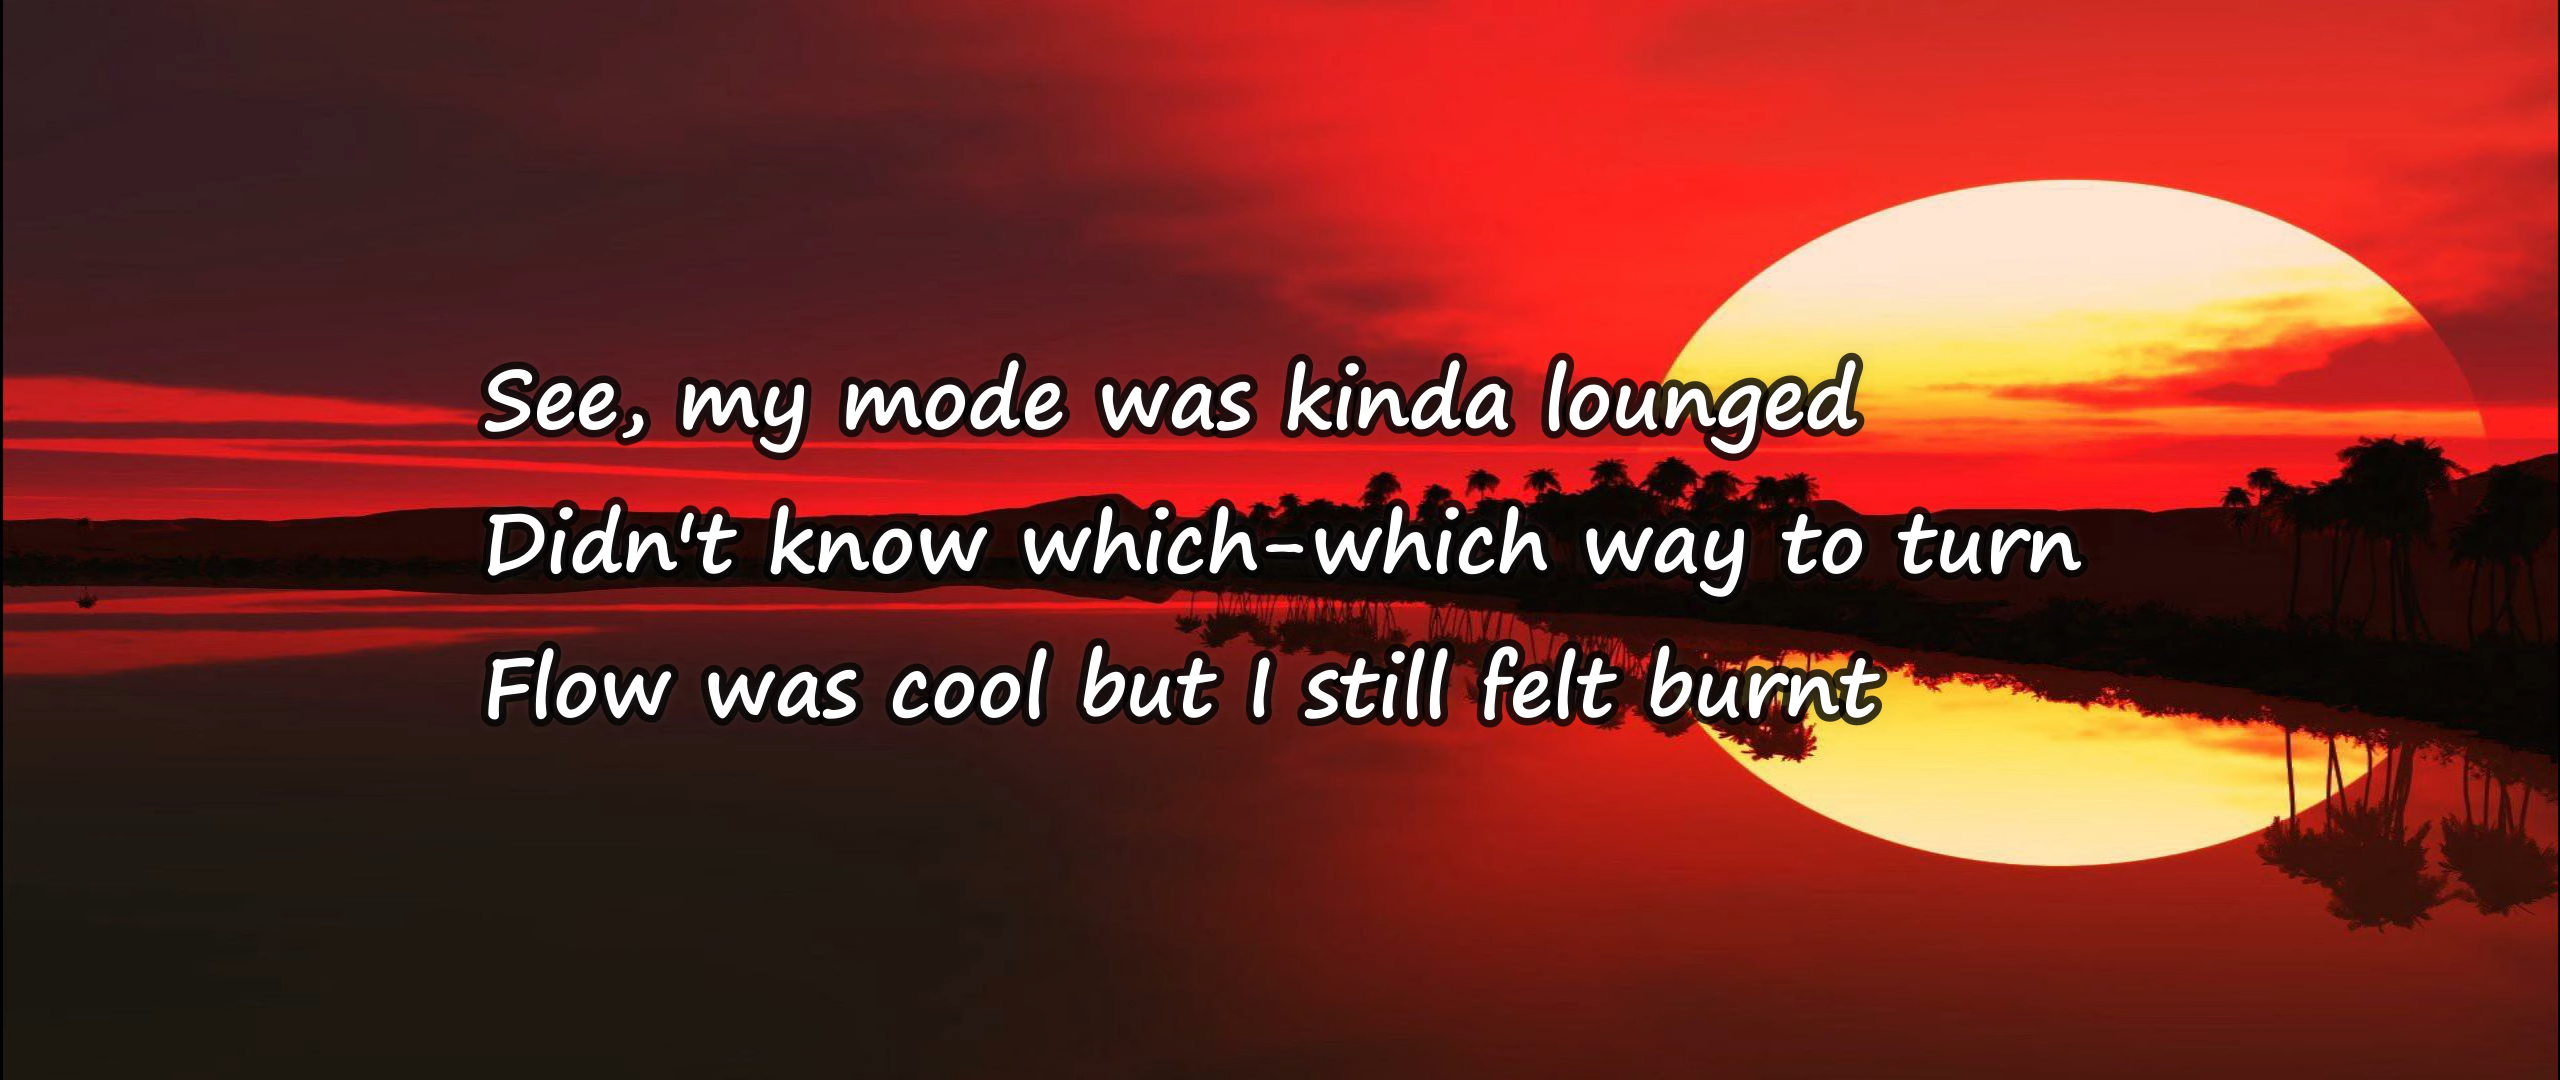 See, my mode was kinda lounged
Didn't know which-which way to turn
Flow was cool but I still felt burnt